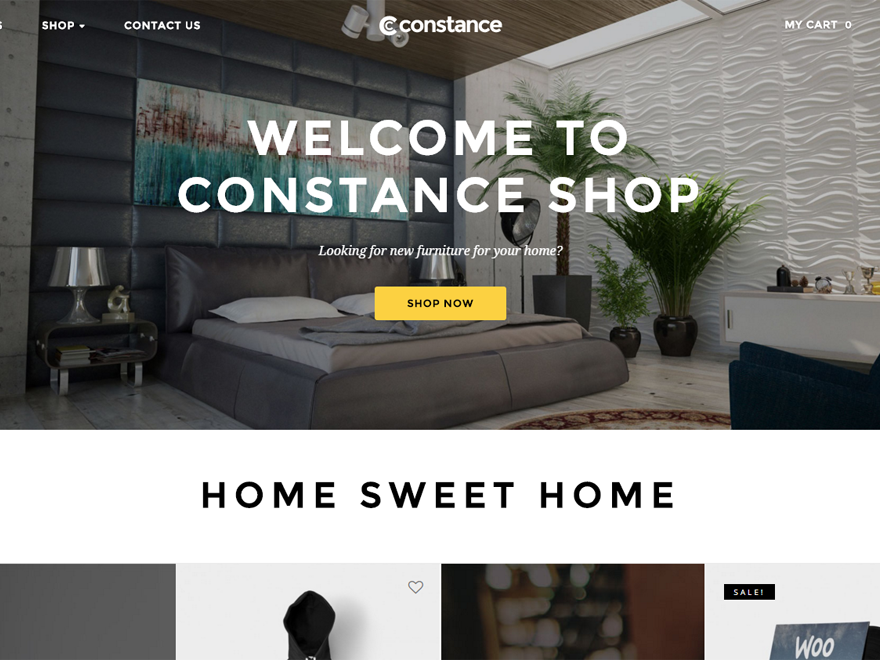 S
SHOP
CONTACT US
constance
MY CART 0
WELCOME TO
CONSTANCE SHOP
Looking for new furniture for your home?
SHOP NOW
HOME SWEET HOME
SALE!
WOO